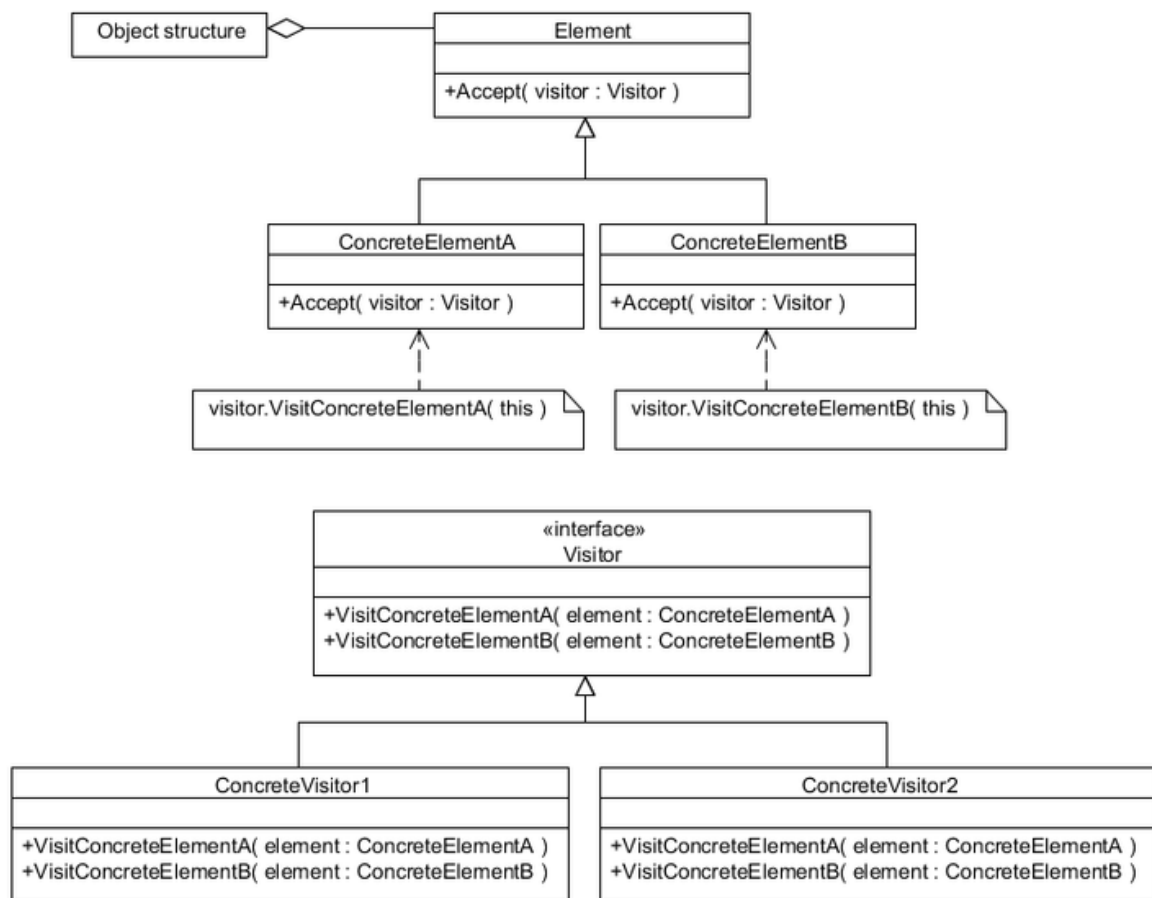 Object structure
Element
+Accept( visitor : Visitor )
ConcreteElementA
+Accept( visitor : Visitor )
ConcreteElementB
+Accept( visitor : Visitor )
visitor.VisitConcreteElementA( this )
visitor.VisitConcreteElementB( this )
«interface»
Visitor
+VisitConcreteElementA( element : ConcreteElementA )
+VisitConcreteElementB( element : ConcreteElementB )
ConcreteVisitor1
+VisitConcreteElementA( element : ConcreteElementA )
+VisitConcreteElementB( element : ConcreteElementB )
ConcreteVisitor2
+VisitConcreteElementA( element : ConcreteElementA )
+VisitConcreteElementB( element : ConcreteElementB )